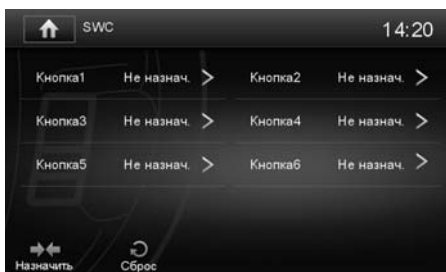 SWC 14:20
Кнопка1 Не назнач. Кнопка2 Не назнач.
Кнопка3 Не назнач. Кнопка4 Не назнач.
Кнопка5 Не назнач. Кнопка6 Не назнач.
Назначить Сброс